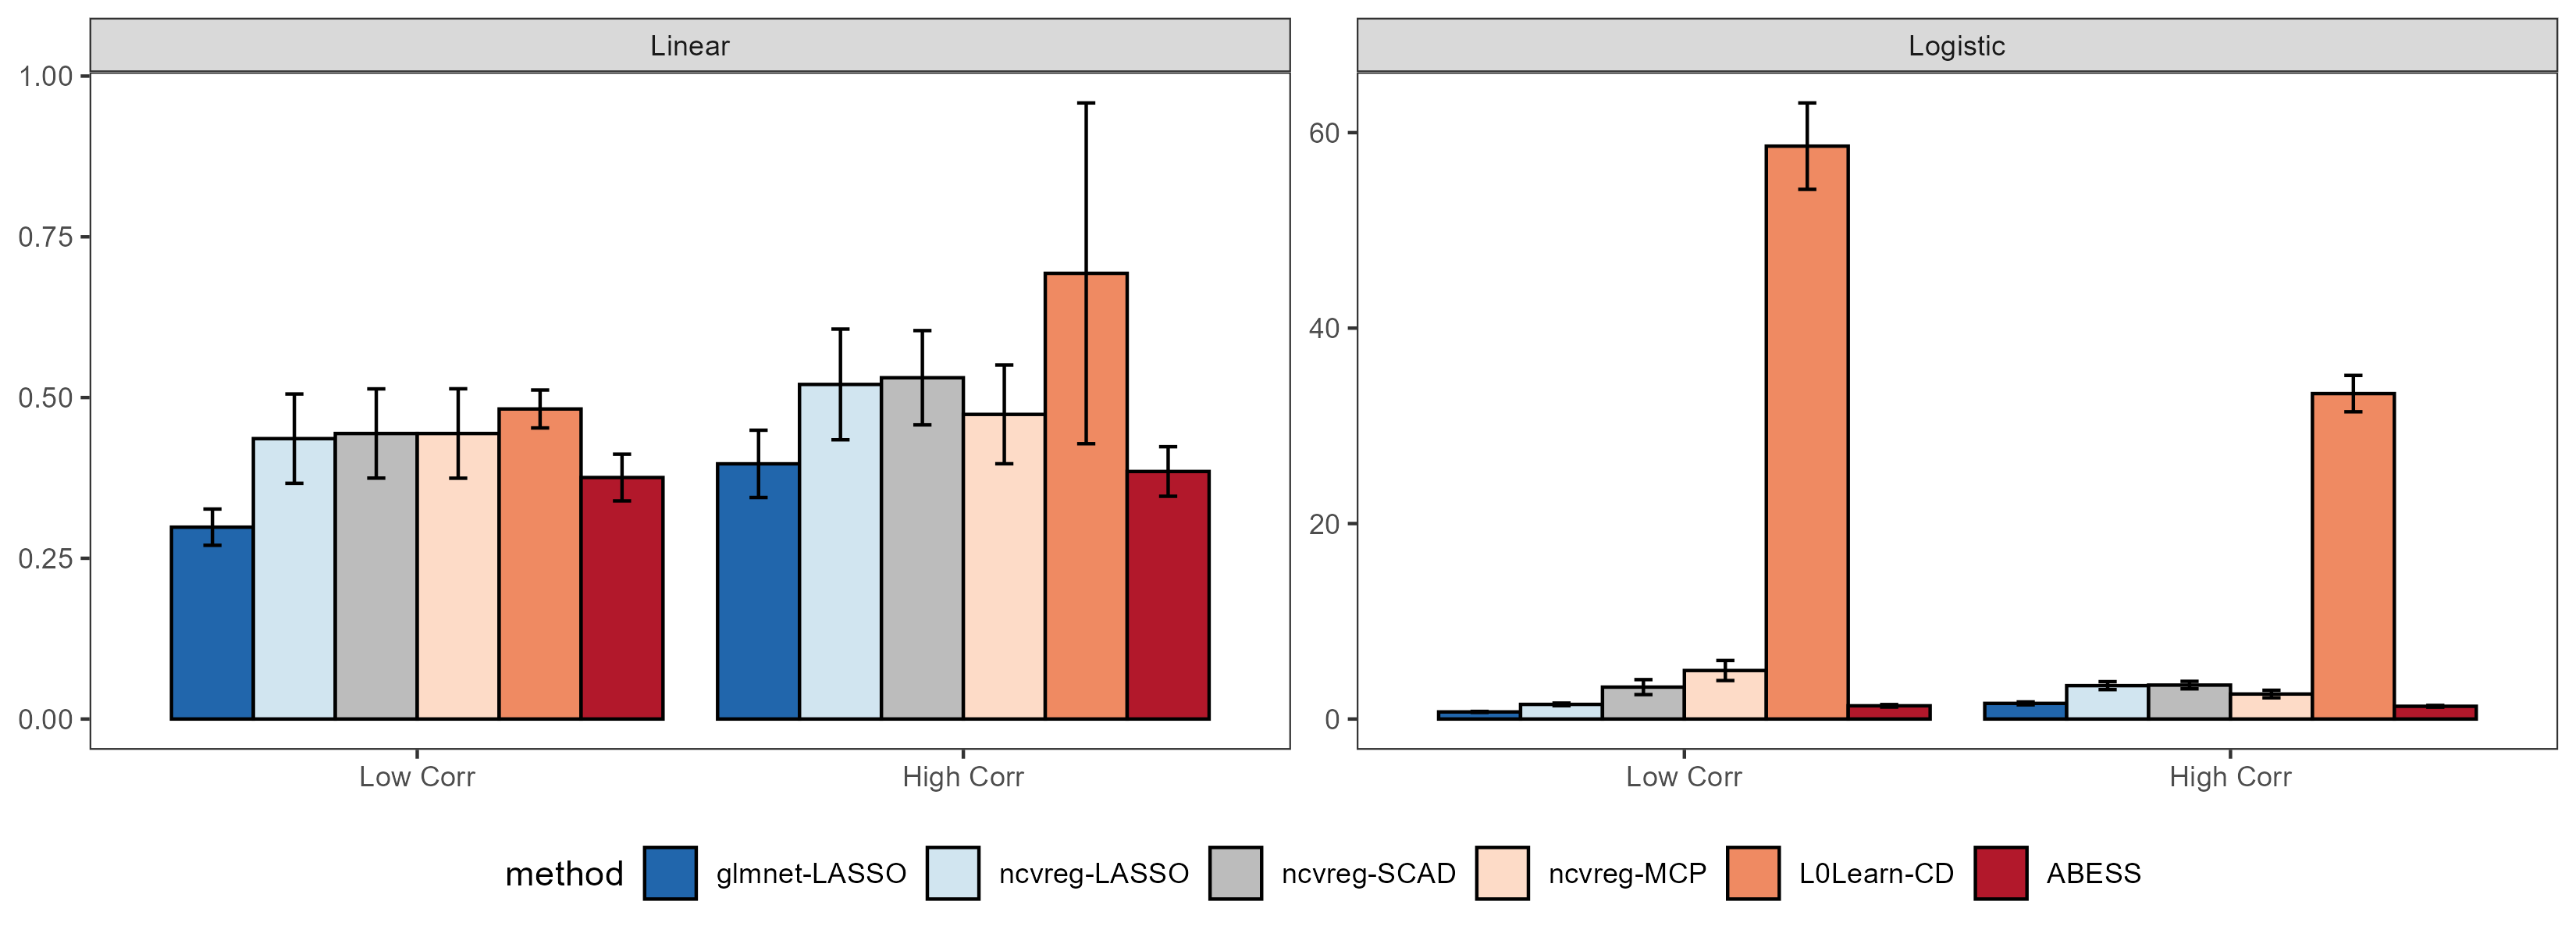 Linear
Logistic
1.00
0.75
0.50
0.25
0.00
60
40
20
0
Low Corr
High Corr
Low Corr
High Corr
method glmnet-LASSO ncvreg-LASSO ncvreg-SCAD ncvreg-MCP L0Learn-CD ABESS